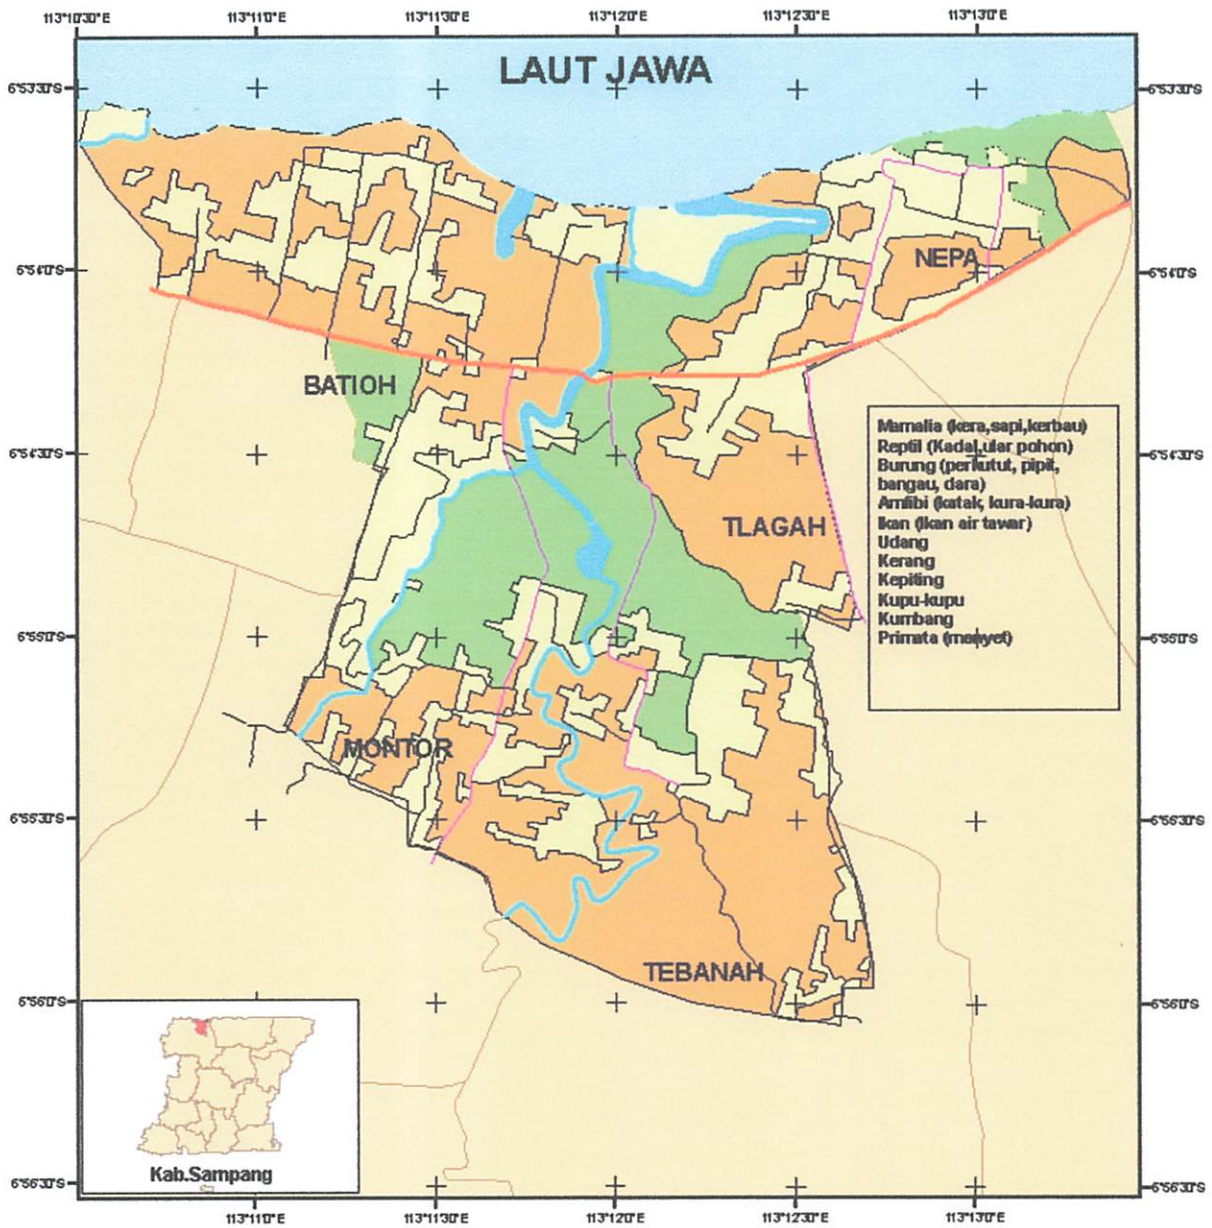 113°10'30"E 113°11'0"E 113°11'30"E 113°12'0"E 113°12'30"E 113°13'0"E
LAUT JAWA
6°53'30"S 6°53'30"S
6°54'0"S 6°54'0"S
NEPA
BATIOH
Mamalia (kera,sapi,kerbau)
Reptil (Kadal,ular pohon)
6°54'30"S 6°54'30"S
Burung (perkutut, pipit,
bangau, dara)
Amfibi (katak, kura-kura)
Ikan (Ikan air tawar)
TLAGAH
Udang
Kerang
Kepiting
Kupu-kupu
Kumbang
6°55'0"S 6°55'0"S
Primata (monyet)
MONTOR
6°55'30"S 6°55'30"S
TEBANAH
6°56'0"S 6°56'0"S
Kab.Sampang
6°56'30"S 6°56'30"S
113°11'0"E 113°11'30"E 113°12'0"E 113°12'30"E 113°13'0"E